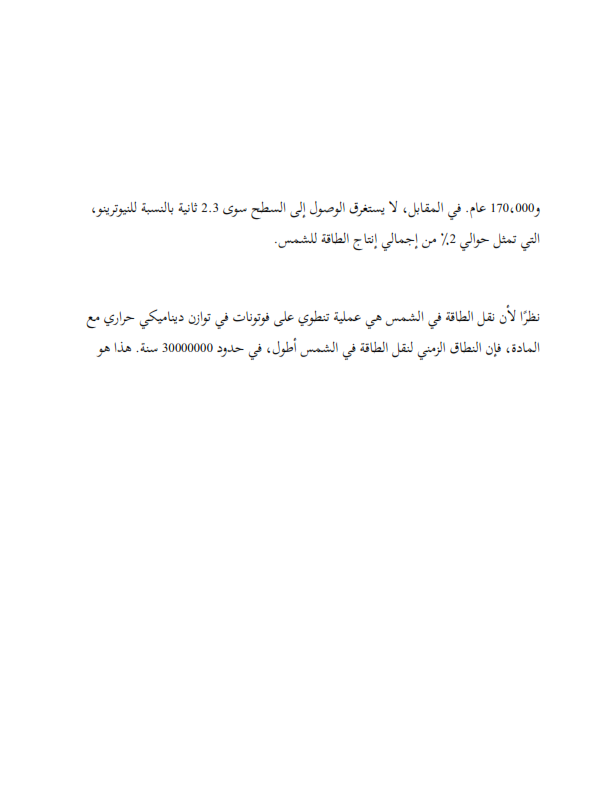 و170،000 عام. في المقابل، لا يستغرق الوصول إلى السطح سوى 2.3 ثانية بالنسبة للنيوترينو،
التي تمثل حوالي 2٪ من إجمالي إنتاج الطاقة للشمس.
نظرًا لأن نقل الطاقة في الشمس هي عملية تنطوي على فوتونات في توازن ديناميكي حراري مع
المادة، فإن النطاق الزمني لنقل الطاقة في الشمس أطول، في حدود 30000000 سنة. هذا هو